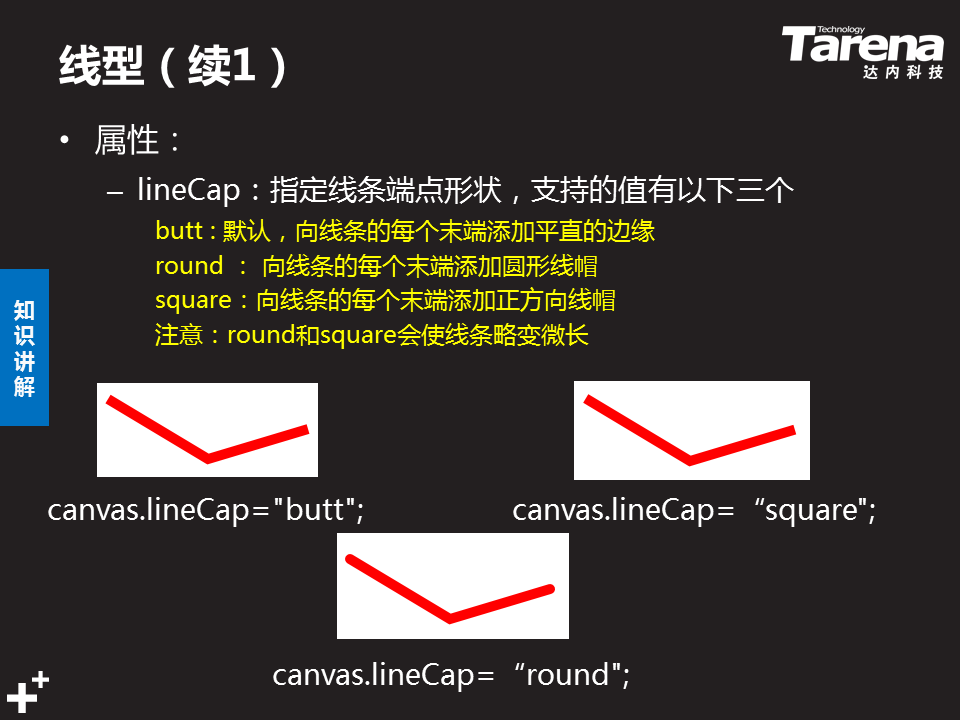 线型（续1）
Technology
Tarena
达内科技
• 属性：
– lineCap：指定线条端点形状，支持的值有以下三个
butt : 默认，向线条的每个末端添加平直的边缘
round ： 向线条的每个末端添加圆形线帽
square：向线条的每个末端添加正方向线帽
注意：round和square会使线条略变微长
知
识
讲
解
canvas.lineCap="butt";
canvas.lineCap=“square";
canvas.lineCap=“round";